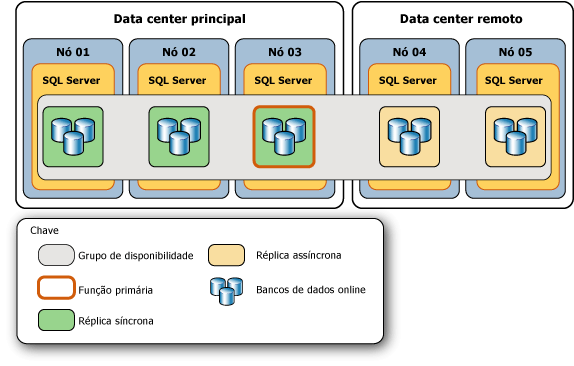 Data center principal
Data center remoto
Nó 01
Nó 02
Nó 03
Nó 04
Nó 05
SQL Server
SQL Server
SQL Server
SQL Server
SQL Server
Chave
Grupo de disponibilidade
Réplica assíncrona
Função primária
Bancos de dados online
Réplica síncrona